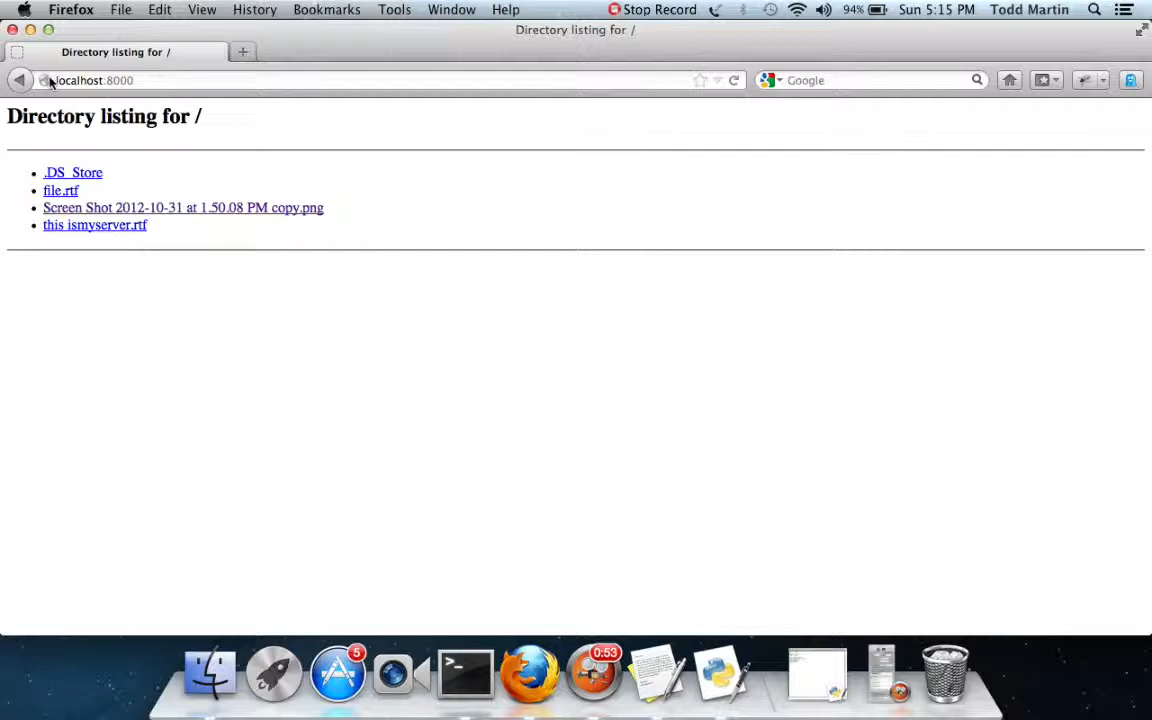 Firefox File Edit View History Bookmarks Tools Window Help Stop Record 94% Sun 5:15 PM Todd Martin
Directory listing for /
Directory listing for /
localhost:8000
Google
Directory listing for /
.DS_Store
file.rtf
Screen Shot 2012-10-31 at 1.50.08 PM copy.png
this ismyserver.rtf
5
0:53
>_